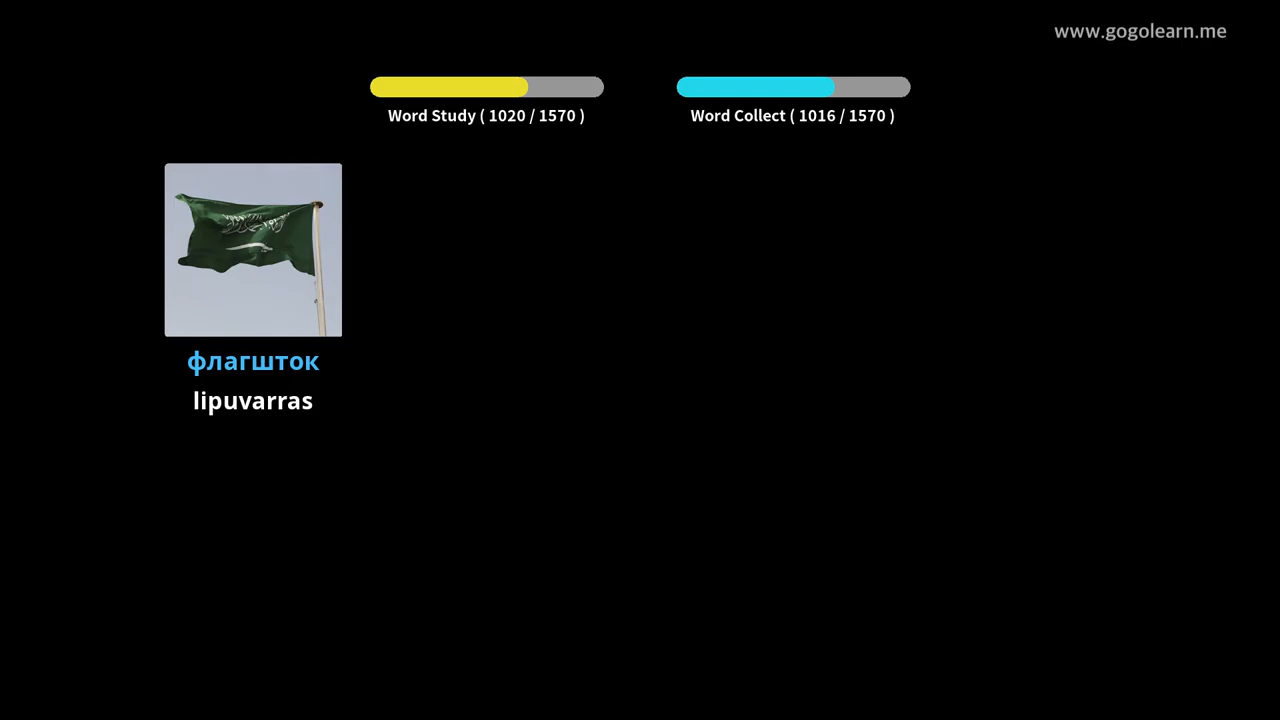 www.gogolearn.me
Word Study ( 1020 / 1570 )
Word Collect ( 1016 / 1570 )
флагшток
lipuvarras